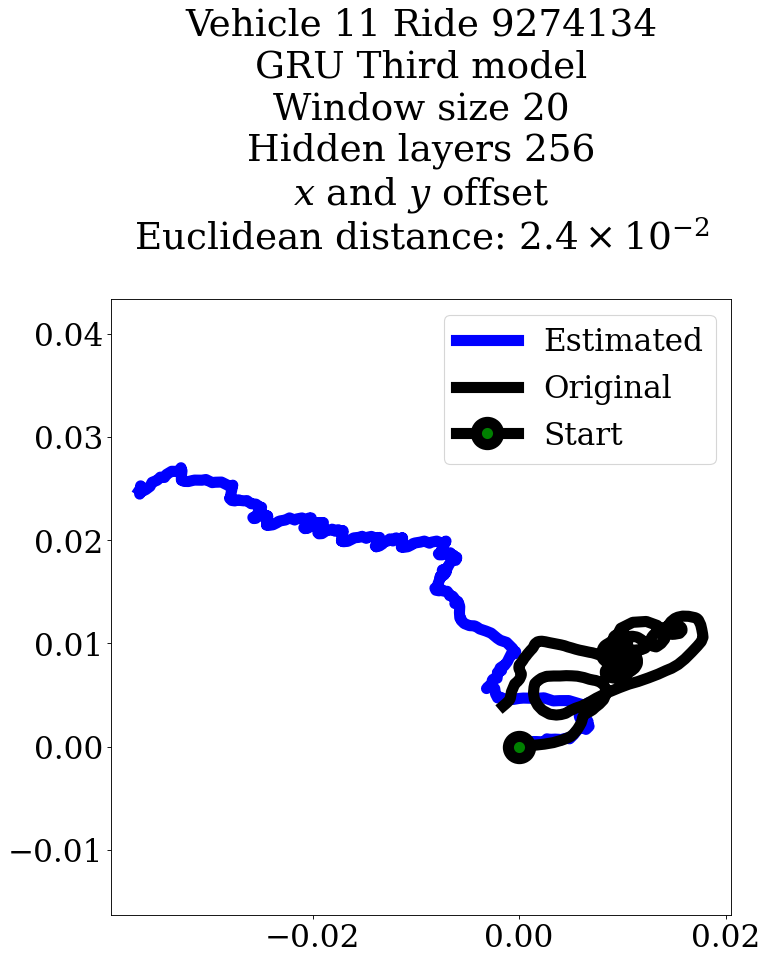 Vehicle 11 Ride 9274134
GRU Third model
Window size 20
Hidden layers 256
x and y offset
Euclidean distance: 2.4 × 10⁻²
Estimated
Original
Start
0.04
0.03
0.02
0.01
0.00
−0.01
−0.02
0.00
0.02